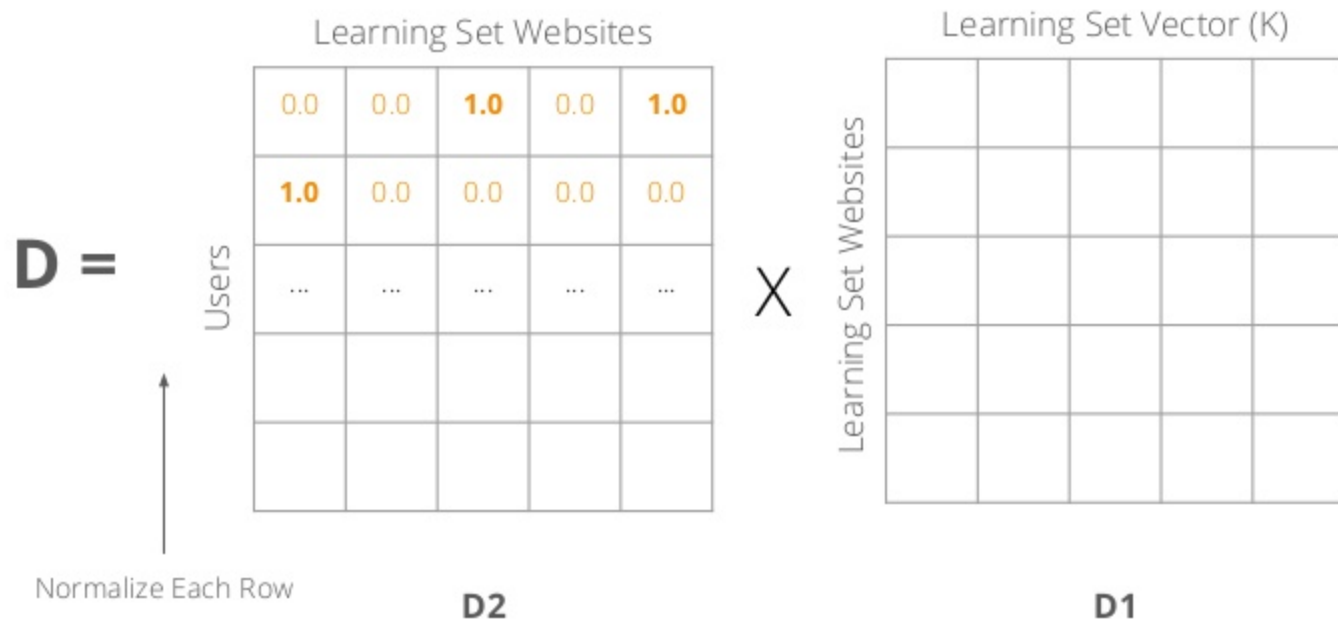 Learning Set Websites
Learning Set Vector (K)
D =
Users
0.0 0.0 1.0 0.0 1.0
1.0 0.0 0.0 0.0 0.0
... ... ... ... ...
X
Learning Set Websites
Normalize Each Row
D2
D1